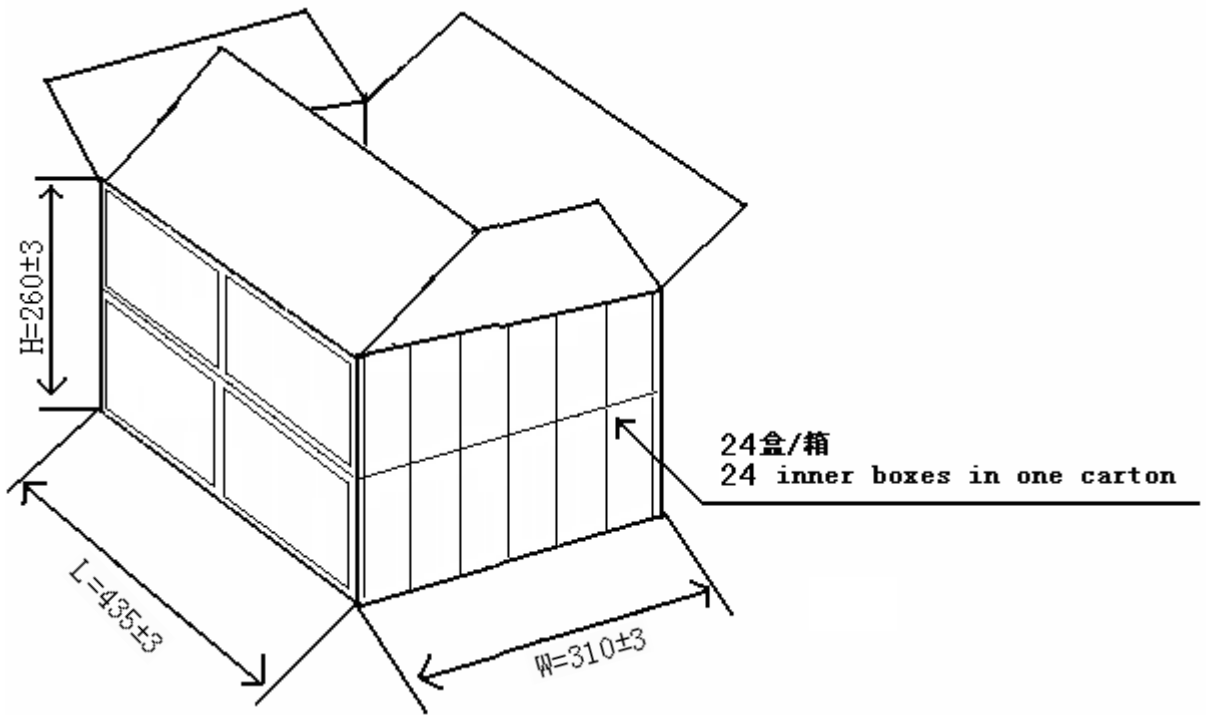 H=260±3
24盒/箱
24 inner boxes in one carton
L=435±3
W=310±3